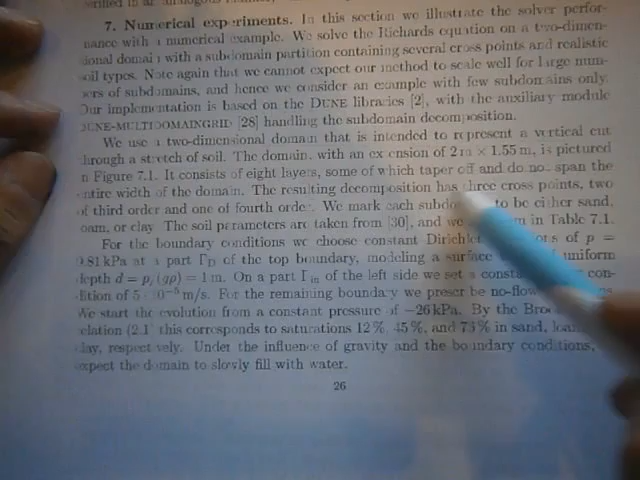 7. Numerical experiments. In this section we illustrate the solver perfor-
mance with a numerical example. We solve the Richards equation on a two-dimen-
sional domain with a subdomain partition containing several cross points and realistic
soil types. Note again that we cannot expect our method to scale well for large num-
bers of subdomains, and hence we consider an example with few subdomains only.
Our implementation is based on the DUNE libraries [2], with the auxiliary module
DUNE-MULTIDOMAINGRID [28] handling the subdomain decomposition.
We use a two-dimensional domain that is intended to represent a vertical cut
through a stretch of soil. The domain, with an extension of 2 m × 1.55 m, is pictured
in Figure 7.1. It consists of eight layers, some of which taper off and do not span the
entire width of the domain. The resulting decomposition has three cross points, two
of third order and one of fourth order. We mark each to be either sand,
loam, or clay. The soil parameters are taken from [30], and in Table 7.1.
For the boundary conditions we choose constant of p =
9.81 kPa at a part Γ_D of the top boundary, modeling a surface uniform
depth d = p/(gρ) = 1 m. On a part Γ_in of the left side we set a con-
dition of 5 · 10⁻⁵ m/s. For the remaining boundary we prescribe no-flow
We start the evolution from a constant pressure of −26 kPa. By the
relation (2.1) this corresponds to saturations 12 %, 45 %, and 73 % in sand, loam,
clay, respectively. Under the influence of gravity and the boundary conditions,
expect the domain to slowly fill with water.
26